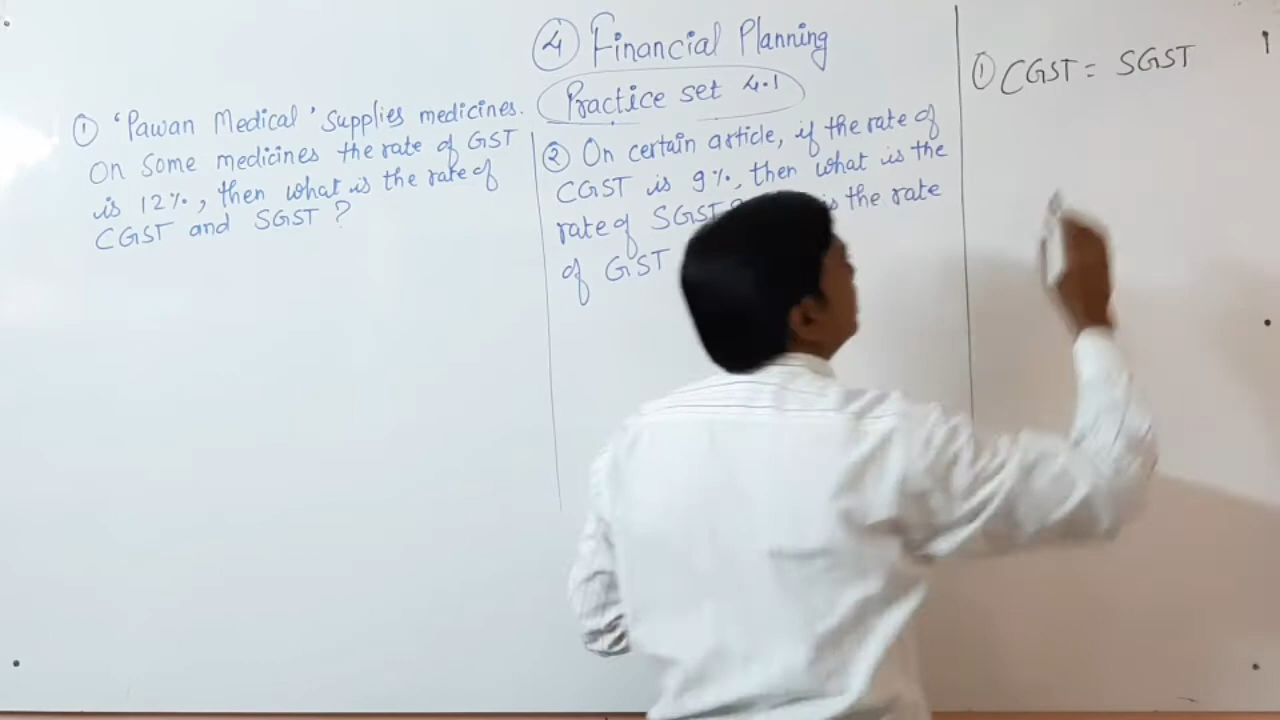 ④ Financial Planning
Practice set 4.1
① 'Pawan Medical' supplies medicines.
On some medicines the rate of GST
is 12%, then what is the rate of
CGST and SGST ?
② On certain article, if the rate of
CGST is 9%, then what is the
rate of SGST is the rate
of GST
① CGST = SGST